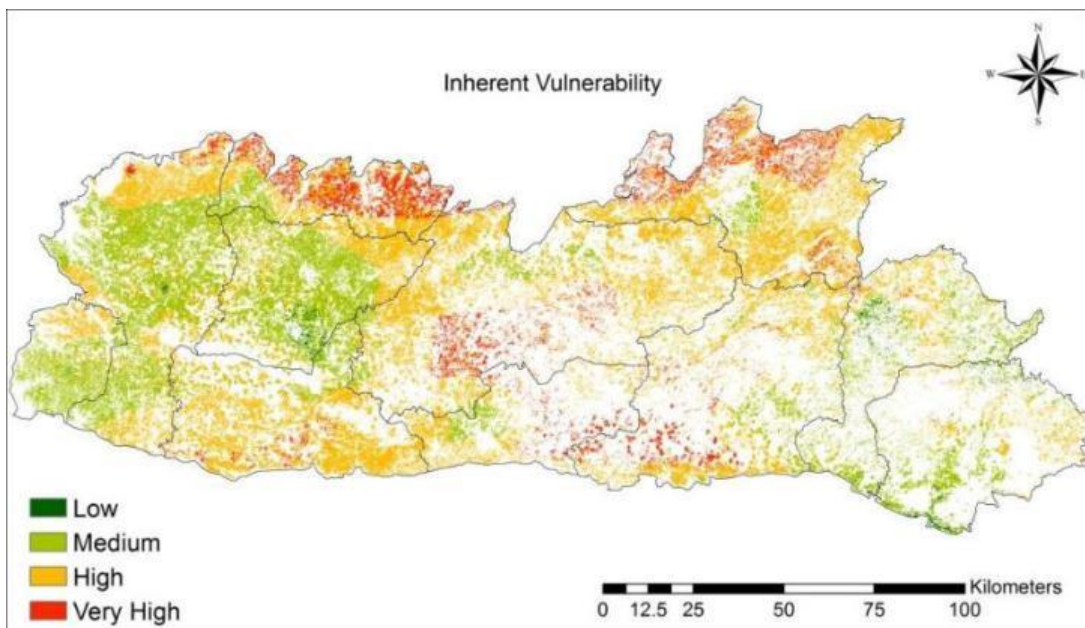 N
W
E
S
Inherent Vulnerability
Low
Medium
High
Very High
Kilometers
0 12.5 25 50 75 100